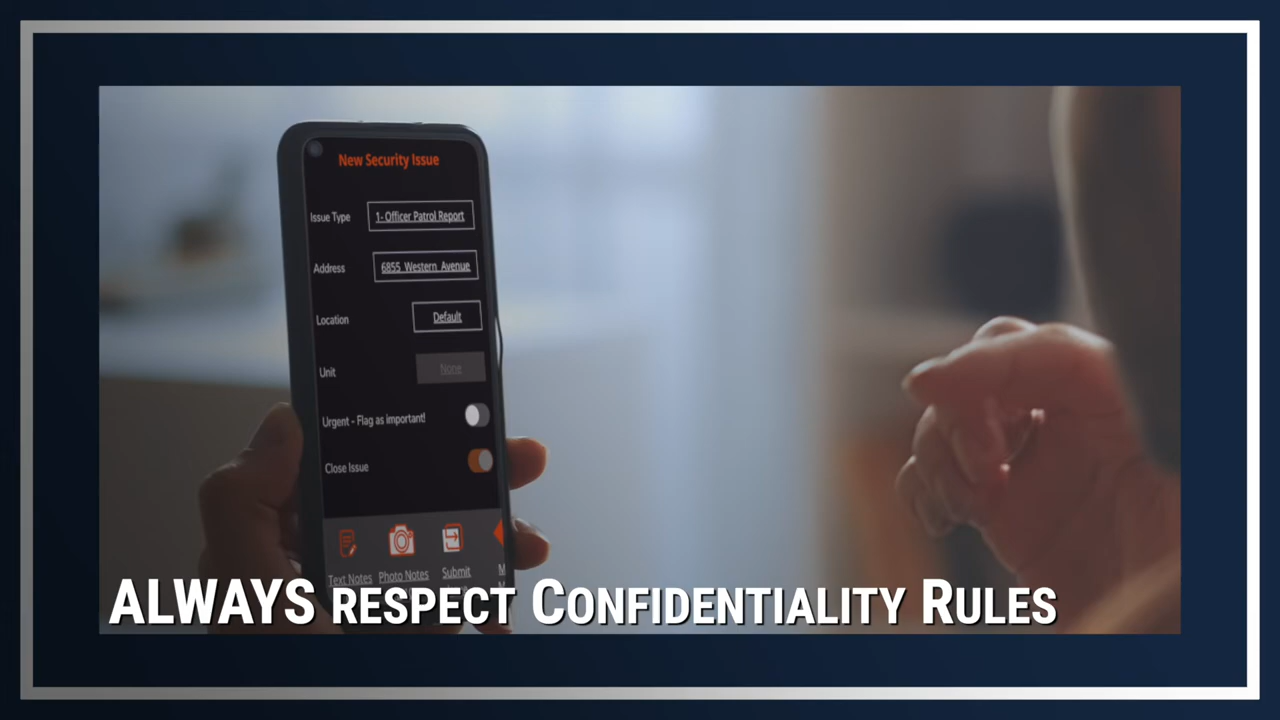 New Security Issue
Issue Type 1- Officer Patrol Report
Address 6855 Western Avenue
Location Default
Unit None
Urgent - Flag as important!
Close Issue
Text Notes Photo Notes Submit
ALWAYS RESPECT CONFIDENTIALITY RULES